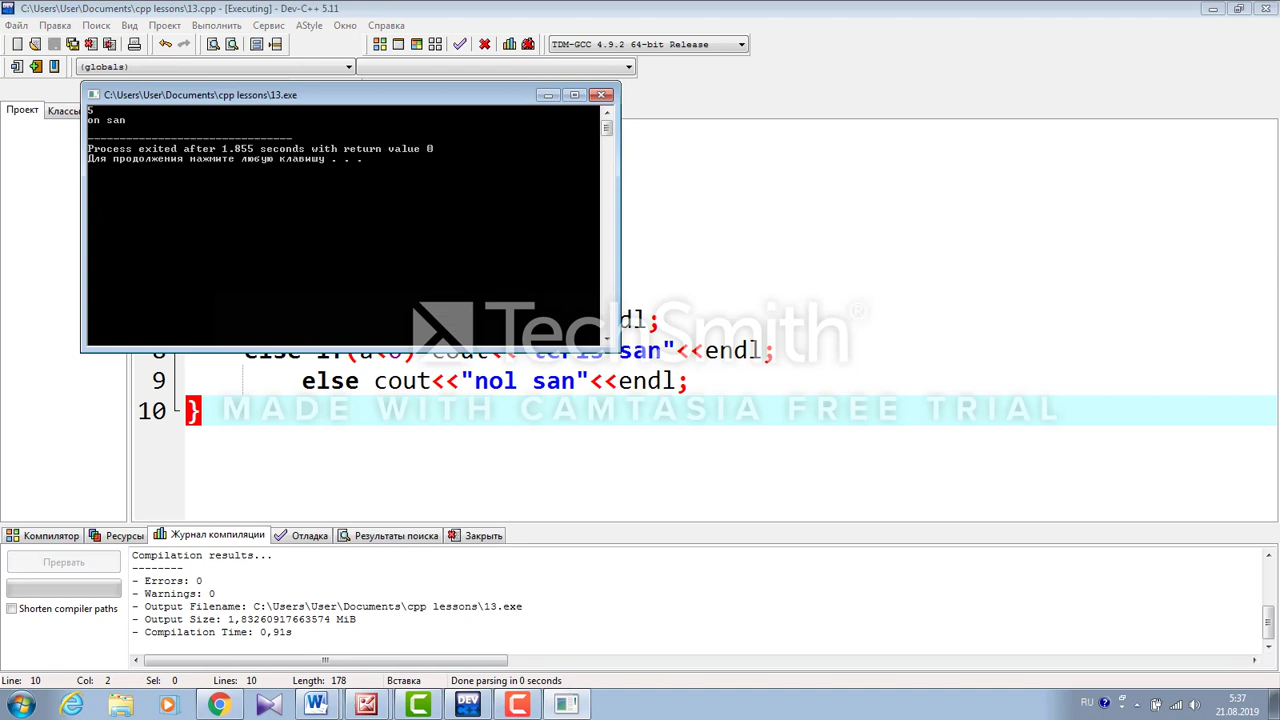 C:\Users\User\Documents\cpp lessons\13.cpp - [Executing] - Dev-C++ 5.11
Файл Правка Поиск Вид Проект Выполнить Сервис AStyle Окно Справка
TDM-GCC 4.9.2 64-bit Release
(globals)
C:\Users\User\Documents\cpp lessons\13.exe
Проект Классы
5
on san
--------------------------------
Process exited after 1.855 seconds with return value 0
Для продолжения нажмите любую клавишу . . .
TechSmith®
dl;
san"<<endl;
9 else cout<<"nol san"<<endl;
10 }
MADE WITH CAMTASIA FREE TRIAL
Компилятор Ресурсы Журнал компиляции Отладка Результаты поиска Закрыть
Прервать
Shorten compiler paths
Compilation results...
--------
- Errors: 0
- Warnings: 0
- Output Filename: C:\Users\User\Documents\cpp lessons\13.exe
- Output Size: 1,83260917663574 MiB
- Compilation Time: 0,91s
Line: 10 Col: 2 Sel: 0 Lines: 10 Length: 178 Вставка Done parsing in 0 seconds
RU 5:37
21.08.2019